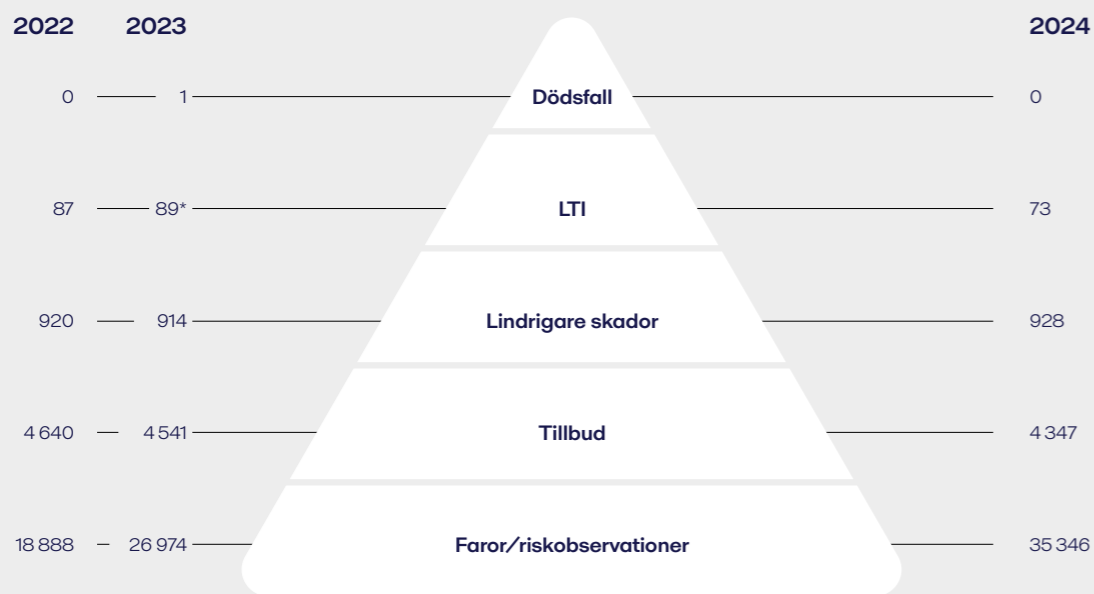 2022 2023 2024
0 1 Dödsfall 0
87 89* LTI 73
920 914 Lindrigare skador 928
4 640 4 541 Tillbud 4 347
18 888 26 974 Faror/riskobservationer 35 346